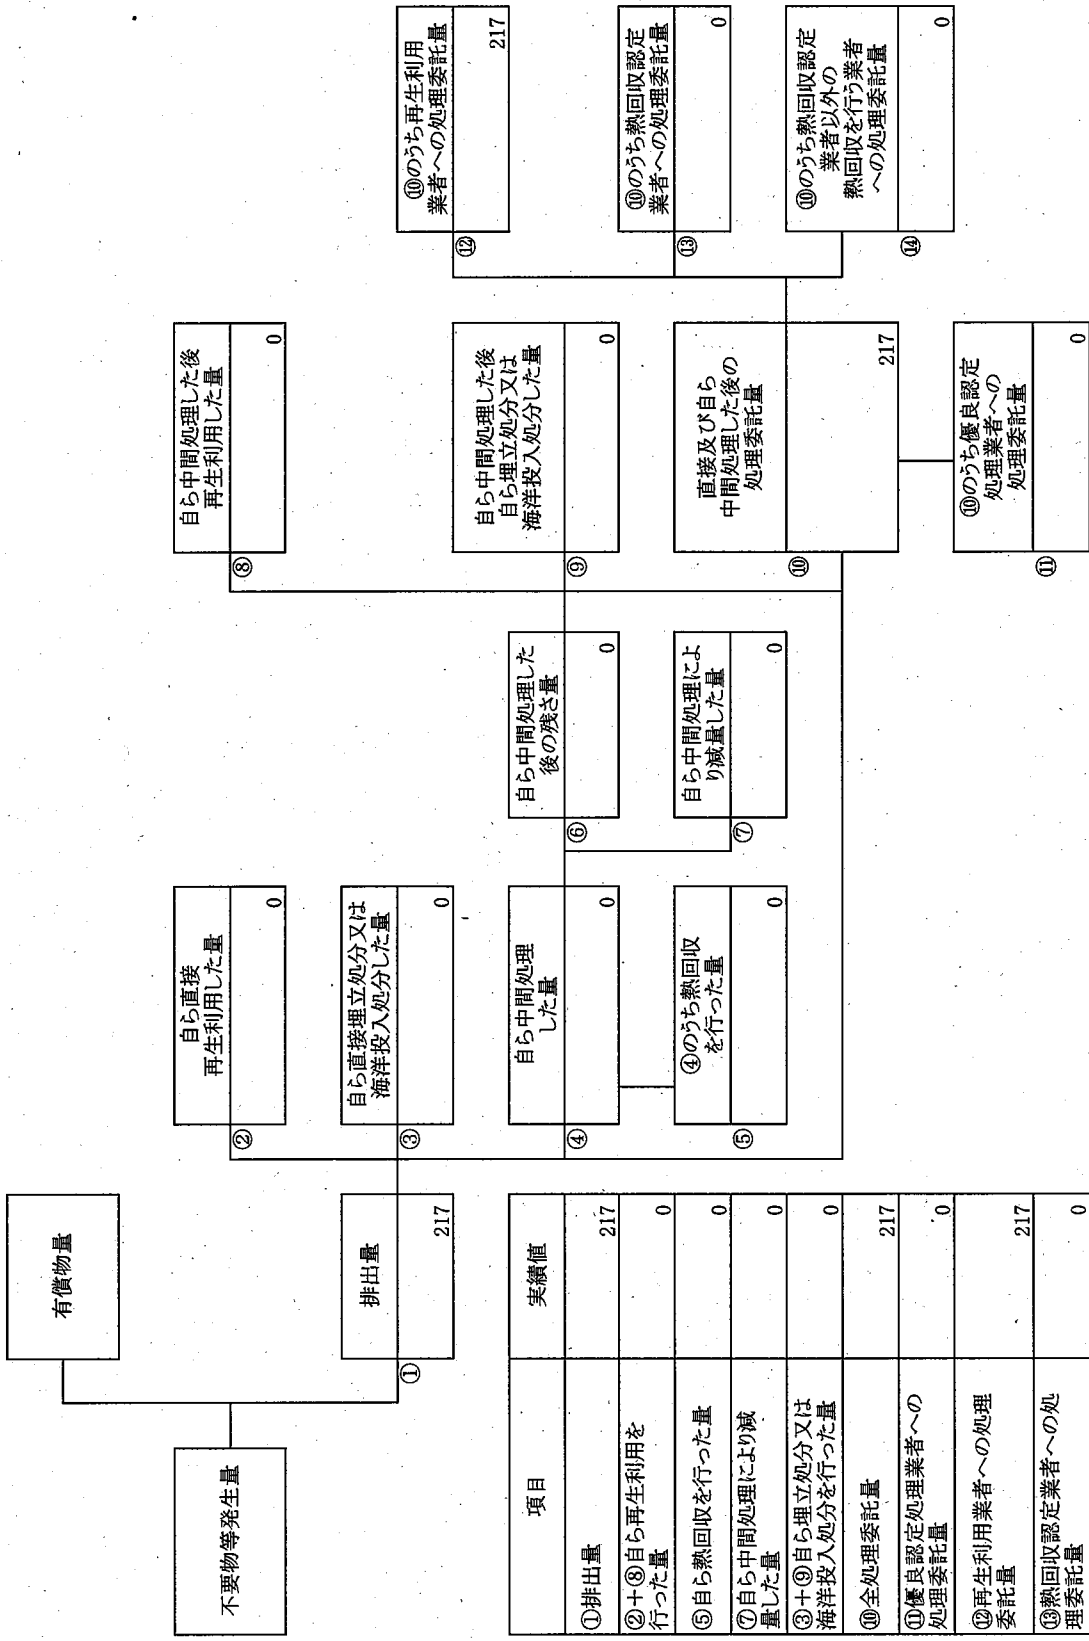 不要物等発生量
有償物量
排出量
①
217
②
自ら直接
再生利用した量
0
③
自ら直接埋立処分又は
海洋投入処分した量
0
④
自ら中間処理
した量
0
⑤
④のうち熱回収
を行った量
0
⑥
自ら中間処理した
後の残さ量
0
⑦
自ら中間処理によ
り減量した量
0
⑧
自ら中間処理した後
再生利用した量
0
⑨
自ら中間処理した後
自ら埋立処分又は
海洋投入処分した量
0
⑩
直接及び自ら
中間処理した後の
処理委託量
217
⑪
⑩のうち優良認定
処理業者への
処理委託量
0
⑫
⑩のうち再生利用
業者への処理委託量
217
⑬
⑩のうち熱回収認定
業者への処理委託量
0
⑭
⑩のうち熱回収認定
業者以外の
熱回収を行う業者
への処理委託量
0
項目 実績値
①排出量 217
②+⑧自ら再生利用を
行った量 0
⑤自ら熱回収を行った量 0
⑦自ら中間処理により減
量した量 0
③+⑨自ら埋立処分又は
海洋投入処分を行った量 0
⑩全処理委託量 217
⑪優良認定処理業者への
処理委託量 0
⑫再生利用業者への処理
委託量 217
⑬熱回収認定業者への処
理委託量 0